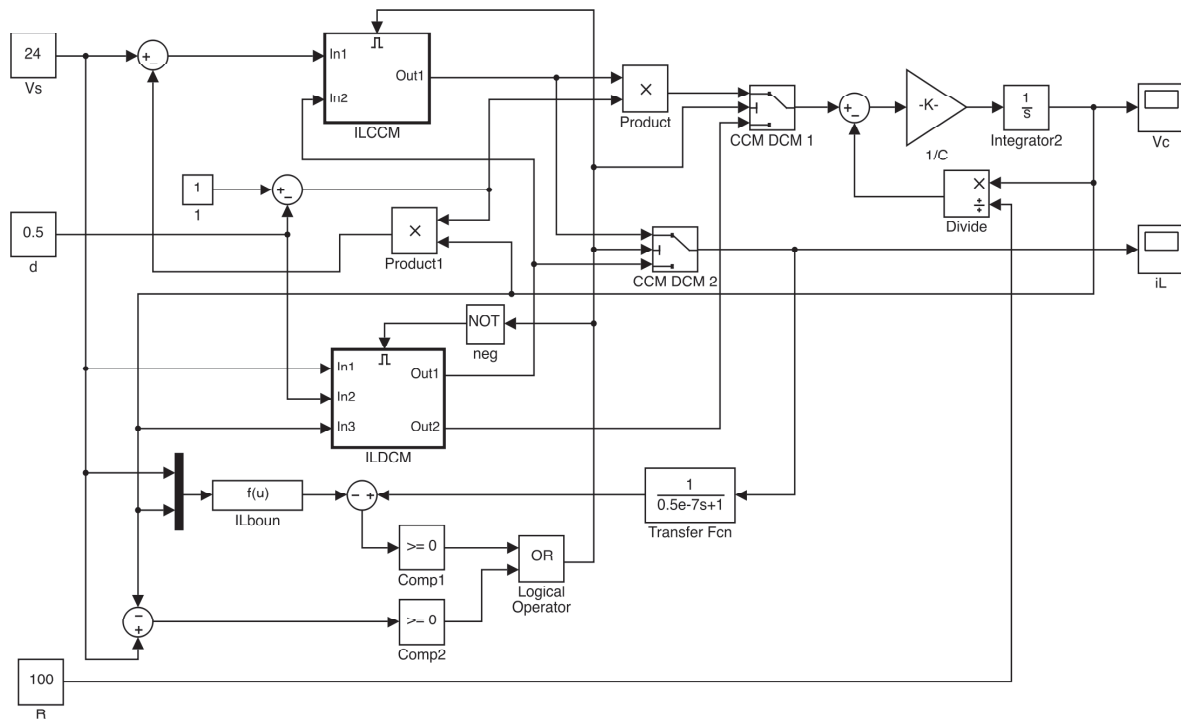 24
Vs
+
−
In1
In2
Out1
ILCCM
×
Product
CCM DCM 1
+
−
-K-
1/C
1
s
Integrator2
Vc
1
1
+
−
0.5
d
×
Product1
×
÷
Divide
CCM DCM 2
iL
NOT
neg
In1
In2
In3
Out1
Out2
ILDCM
f(u)
ILboun
− +
1
0.5e-7s+1
Transfer Fcn
>= 0
Comp1
OR
Logical
Operator
−
+
>= 0
Comp2
100
R